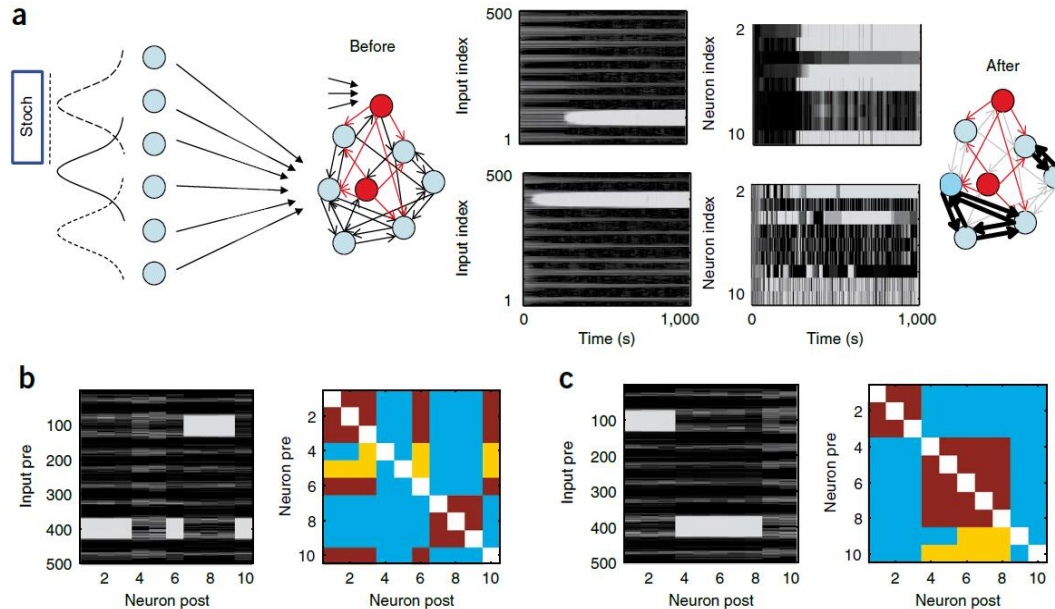 a
Stoch
Before
500
Input index
1
2
Neuron index
10
After
500
Input index
1
0
1,000
Time (s)
2
Neuron index
10
0
1,000
Time (s)
b
Input pre
100
200
300
400
500
2
4
6
8
10
Neuron post
Neuron pre
2
4
6
8
10
2
4
6
8
10
Neuron post
c
Input pre
100
200
300
400
500
2
4
6
8
10
Neuron post
Neuron pre
2
4
6
8
10
2
4
6
8
10
Neuron post